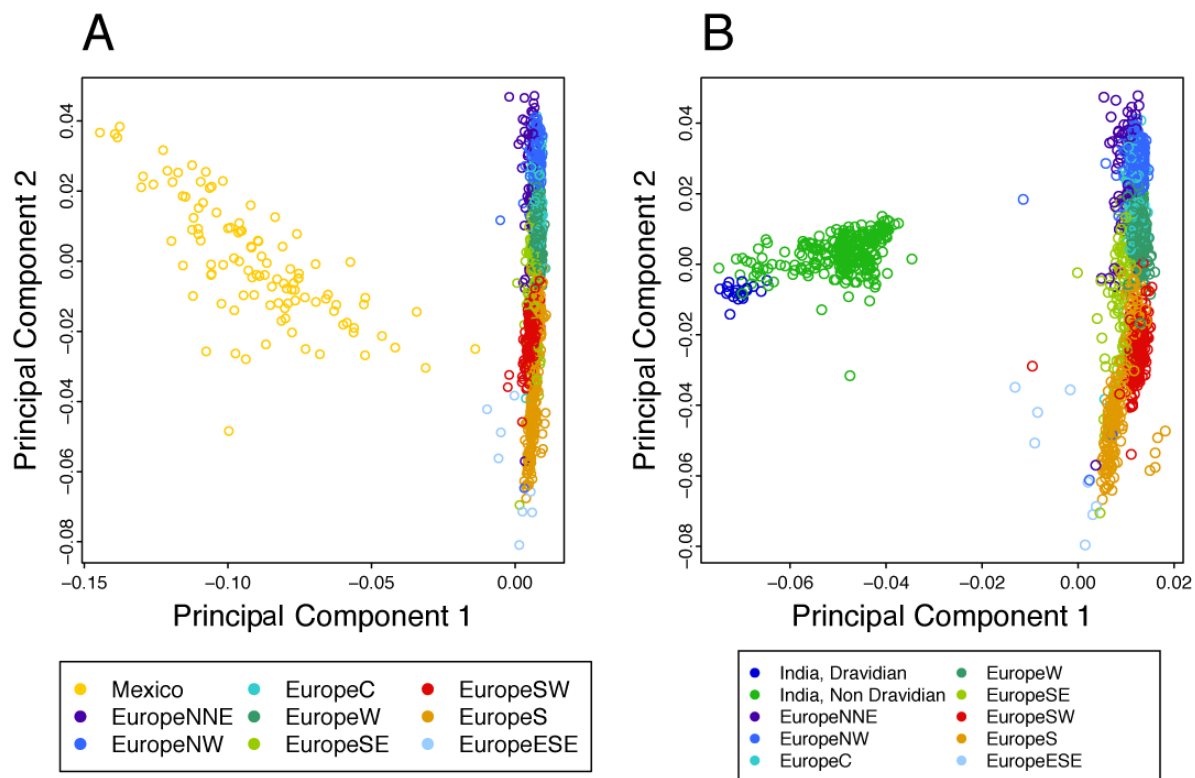 A
B
Principal Component 2
0.04
0.02
0.00
−0.02
−0.04
−0.06
−0.08
−0.15
−0.10
−0.05
0.00
Principal Component 1
Principal Component 2
0.04
0.02
0.00
−0.02
−0.04
−0.06
−0.08
−0.06
−0.04
−0.02
0.00
0.02
Principal Component 1
Mexico
EuropeNNE
EuropeNW
EuropeC
EuropeW
EuropeSE
EuropeSW
EuropeS
EuropeESE
India, Dravidian
India, Non Dravidian
EuropeNNE
EuropeNW
EuropeC
EuropeW
EuropeSE
EuropeSW
EuropeS
EuropeESE